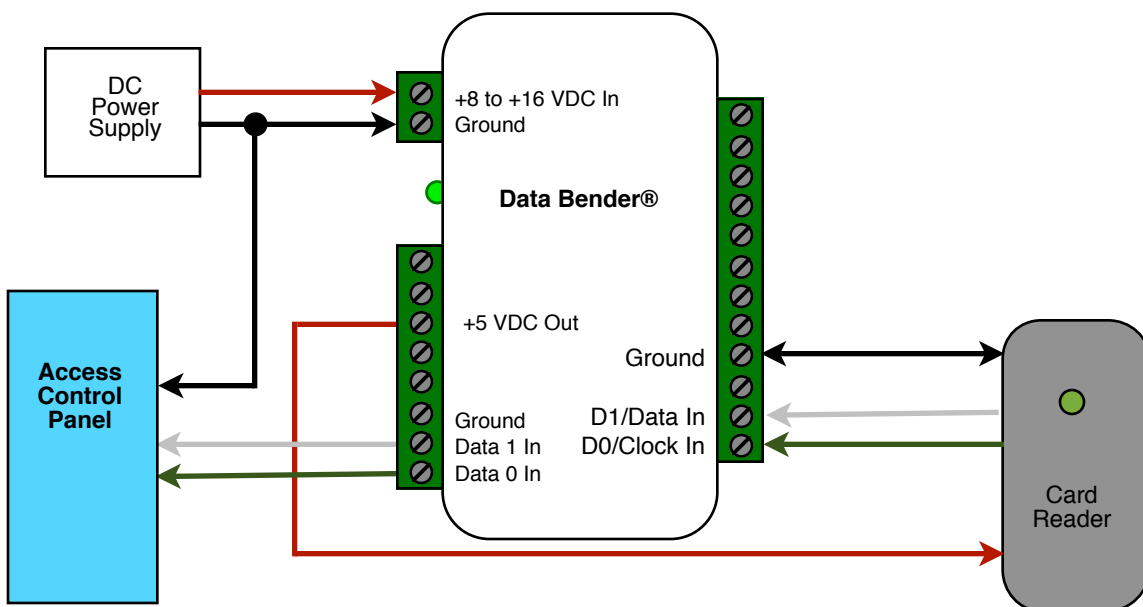 DC
Power
Supply
+8 to +16 VDC In
Ground
Data Bender®
+5 VDC Out
Ground
Access
Control
Panel
Ground
D1/Data In
Data 1 In
D0/Clock In
Data 0 In
Card
Reader